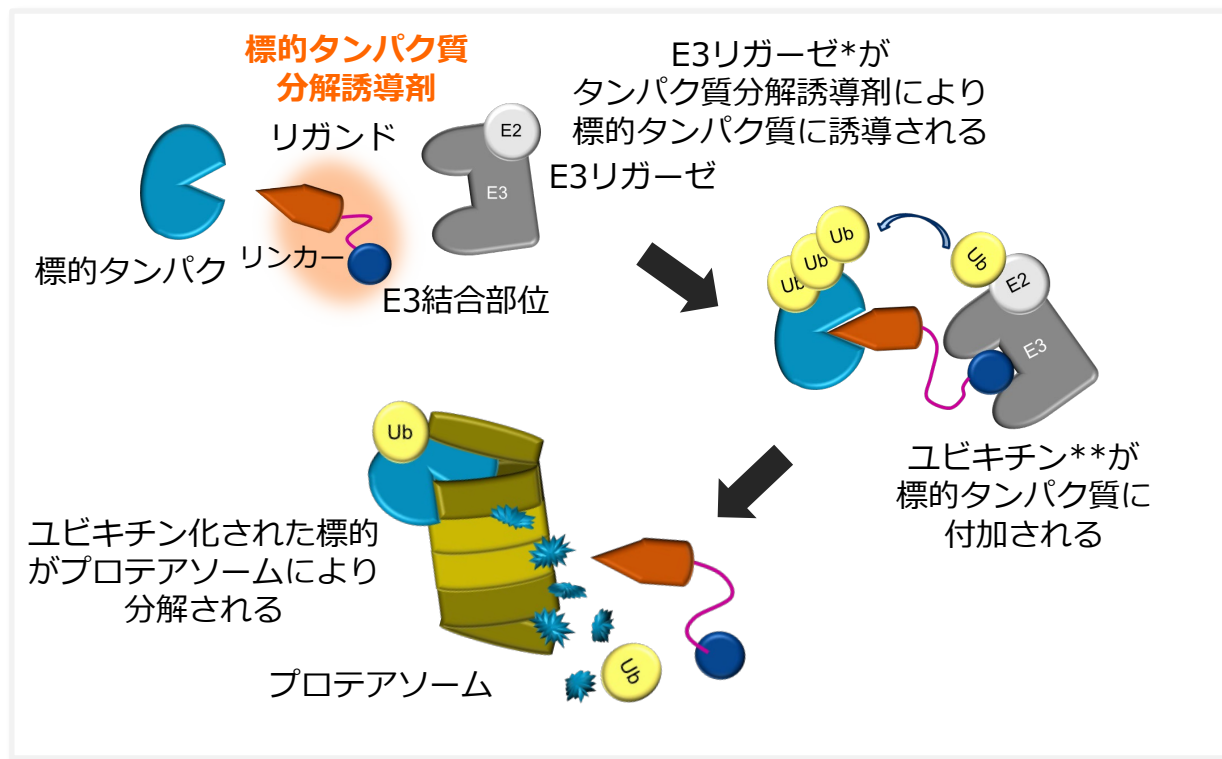 標的タンパク質
分解誘導剤
リガンド
E2
E3
E3リガーゼ
標的タンパク
リンカー
E3結合部位
E3リガーゼ*が
タンパク質分解誘導剤により
標的タンパク質に誘導される
Ub
Ub
Ub
Ub
E2
E3
ユビキチン**が
標的タンパク質に
付加される
Ub
ユビキチン化された標的
がプロテアソームにより
分解される
プロテアソーム
Ub